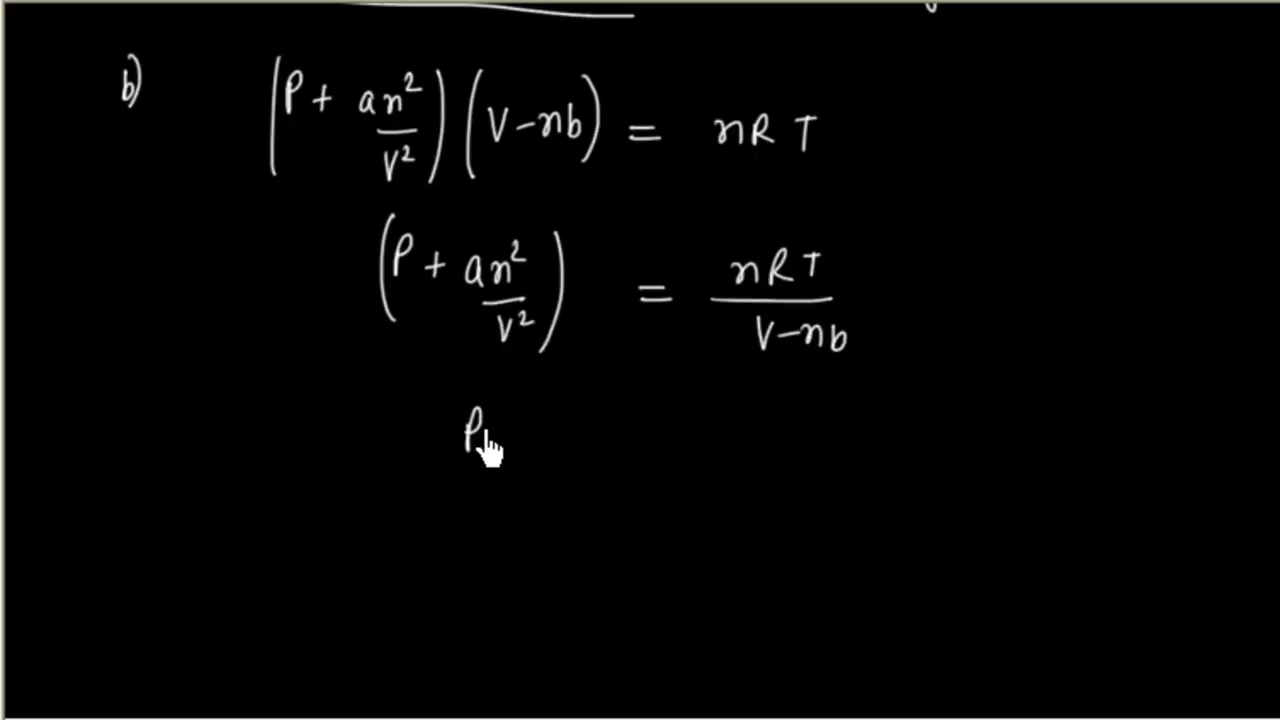 b) (P + an²/V²) (V - nb) = nRT
(P + an²/V²) = nRT/V - nb
P